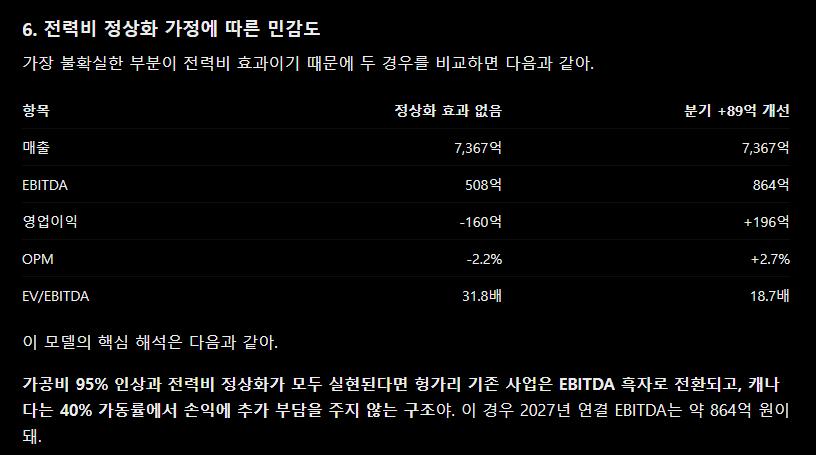 6. 전력비 정상화 가정에 따른 민감도
가장 불확실한 부분이 전력비 효과이기 때문에 두 경우를 비교하면 다음과 같아.
항목 정상화 효과 없음 분기 +89억 개선
매출 7,367억 7,367억
EBITDA 508억 864억
영업이익 -160억 +196억
OPM -2.2% +2.7%
EV/EBITDA 31.8배 18.7배
이 모델의 핵심 해석은 다음과 같아.
가공비 95% 인상과 전력비 정상화가 모두 실현된다면 헝가리 기존 사업은 EBITDA 흑자로 전환되고, 캐나
다는 40% 가동률에서 손익에 추가 부담을 주지 않는 구조야. 이 경우 2027년 연결 EBITDA는 약 864억 원이
돼.